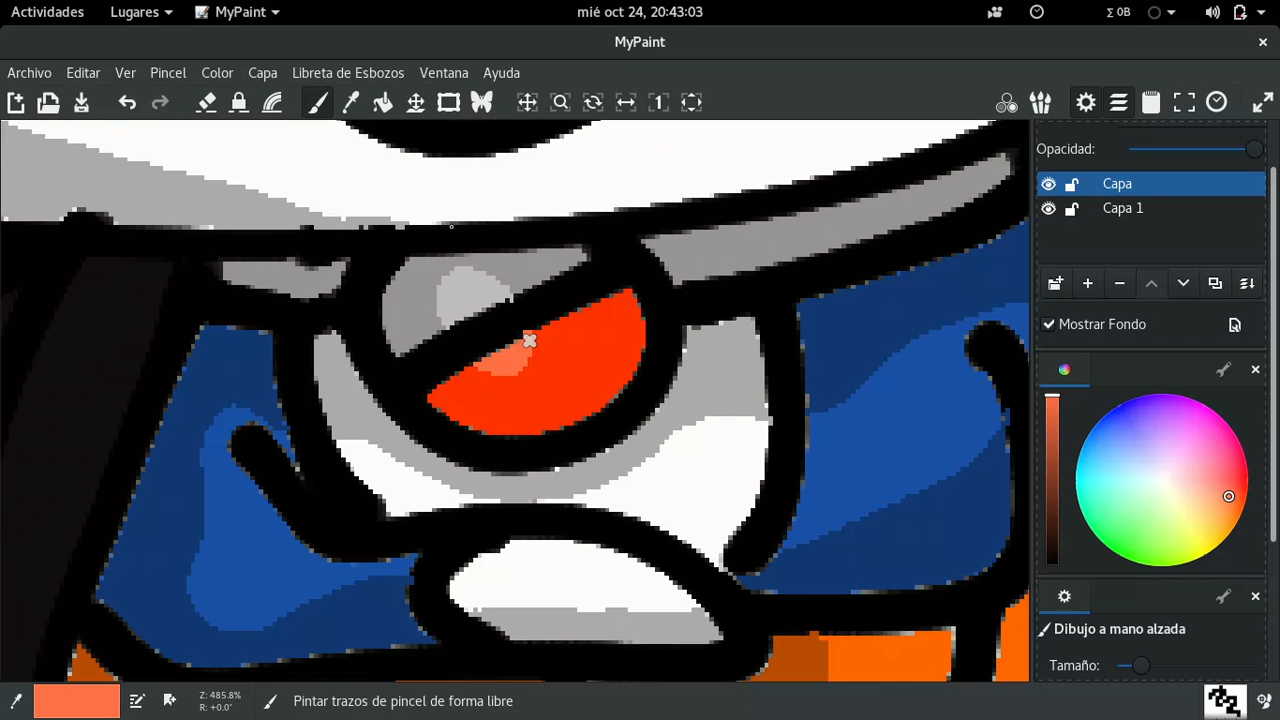 Actividades Lugares MyPaint mié oct 24, 20:43:03 Σ 0B
MyPaint
Archivo Editar Ver Pincel Color Capa Libreta de Esbozos Ventana Ayuda
1
Opacidad:
Capa
Capa 1
Mostrar Fondo
Dibujo a mano alzada
Tamaño:
Z: 485.8%
R: +0.0°
Pintar trazos de pincel de forma libre